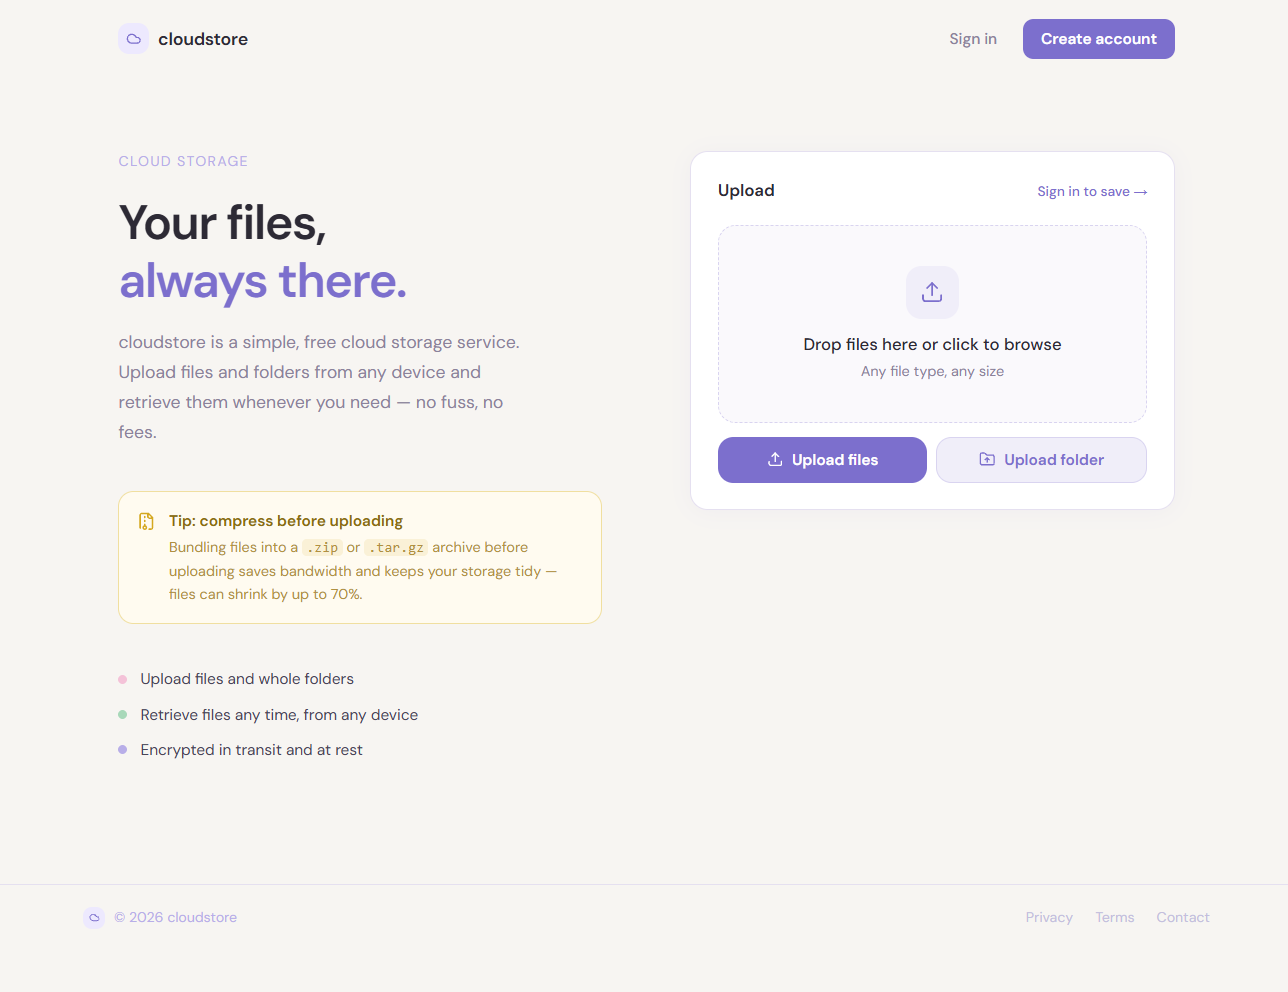 cloudstore
Sign in
Create account
CLOUD STORAGE
Your files,
always there.
cloudstore is a simple, free cloud storage service.
Upload files and folders from any device and
retrieve them whenever you need — no fuss, no
fees.
Tip: compress before uploading
Bundling files into a .zip or .tar.gz archive before
uploading saves bandwidth and keeps your storage tidy —
files can shrink by up to 70%.
Upload files and whole folders
Retrieve files any time, from any device
Encrypted in transit and at rest
Upload
Sign in to save →
Drop files here or click to browse
Any file type, any size
Upload files
Upload folder
© 2026 cloudstore
Privacy
Terms
Contact